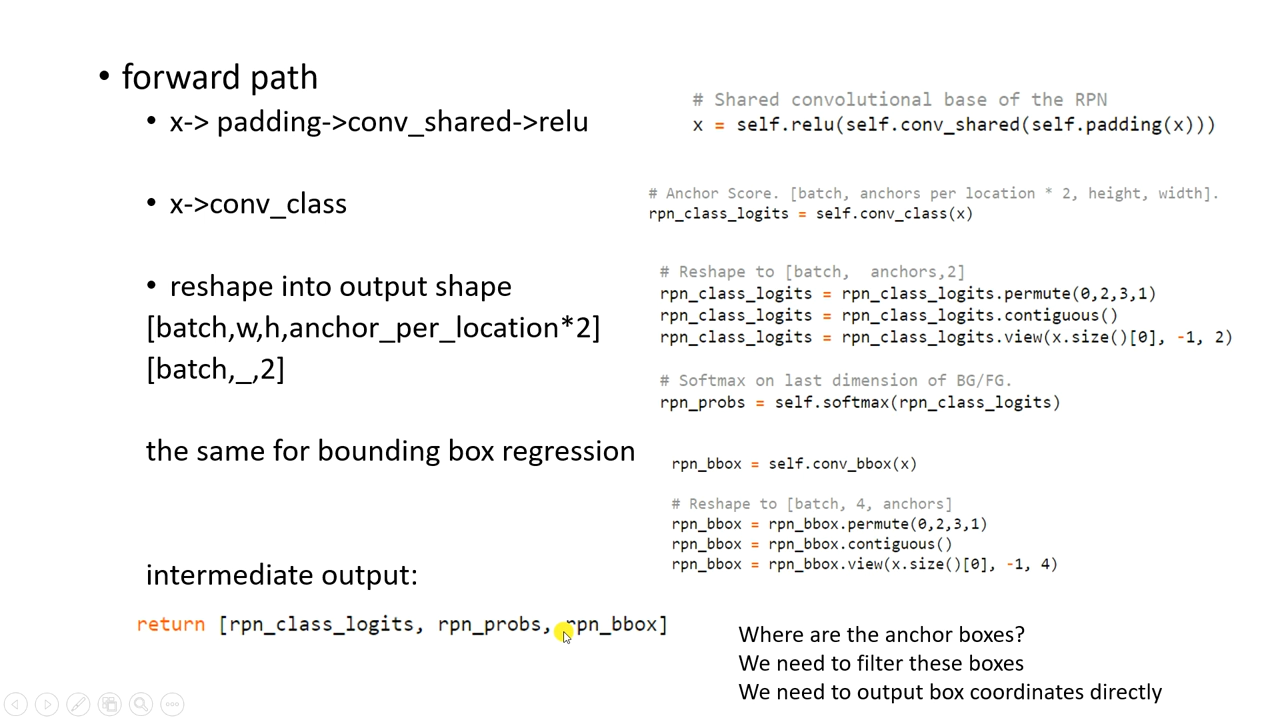 • forward path
• x-> padding->conv_shared->relu
• x->conv_class
• reshape into output shape
[batch,w,h,anchor_per_location*2]
[batch,_,2]
the same for bounding box regression
intermediate output:
return [rpn_class_logits, rpn_probs, rpn_bbox]
# Shared convolutional base of the RPN
x = self.relu(self.conv_shared(self.padding(x)))
# Anchor Score. [batch, anchors per location * 2, height, width].
rpn_class_logits = self.conv_class(x)
# Reshape to [batch,  anchors,2]
rpn_class_logits = rpn_class_logits.permute(0,2,3,1)
rpn_class_logits = rpn_class_logits.contiguous()
rpn_class_logits = rpn_class_logits.view(x.size()[0], -1, 2)
# Softmax on last dimension of BG/FG.
rpn_probs = self.softmax(rpn_class_logits)
rpn_bbox = self.conv_bbox(x)
# Reshape to [batch, 4, anchors]
rpn_bbox = rpn_bbox.permute(0,2,3,1)
rpn_bbox = rpn_bbox.contiguous()
rpn_bbox = rpn_bbox.view(x.size()[0], -1, 4)
Where are the anchor boxes?
We need to filter these boxes
We need to output box coordinates directly